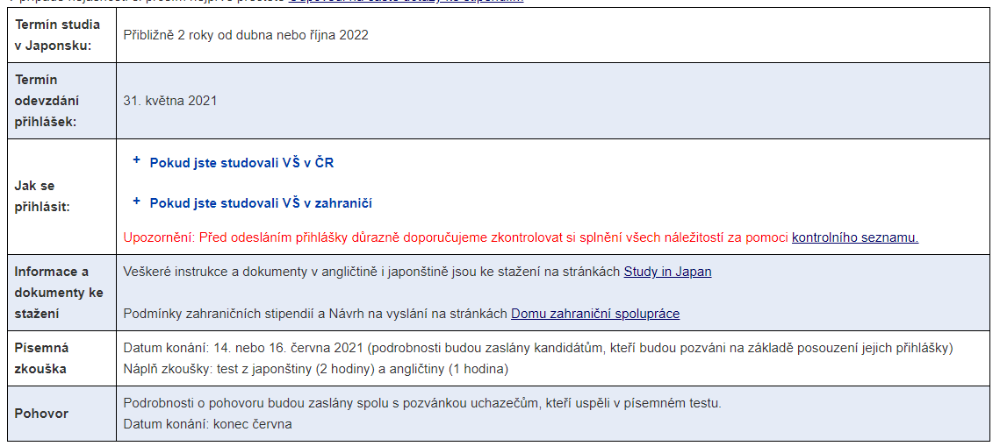 Termín studia
v Japonsku:
Přibližně 2 roky od dubna nebo října 2022
Termín
odevzdání
přihlášek:
31. května 2021
Jak se
přihlásit:
+ Pokud jste studovali VŠ v ČR
+ Pokud jste studovali VŠ v zahraničí
Upozornění: Před odesláním přihlášky důrazně doporučujeme zkontrolovat si splnění všech náležitostí za pomoci kontrolního seznamu.
Informace a
dokumenty ke
stažení
Veškeré instrukce a dokumenty v angličtině i japonštině jsou ke stažení na stránkách Study in Japan
Podmínky zahraničních stipendií a Návrh na vyslání na stránkách Domu zahraniční spolupráce
Písemná
zkouška
Datum konání: 14. nebo 16. června 2021 (podrobnosti budou zaslány kandidátům, kteří budou pozváni na základě posouzení jejich přihlášky)
Náplň zkoušky: test z japonštiny (2 hodiny) a angličtiny (1 hodina)
Pohovor
Podrobnosti o pohovoru budou zaslány spolu s pozvánkou uchazečům, kteří uspěli v písemném testu.
Datum konání: konec června